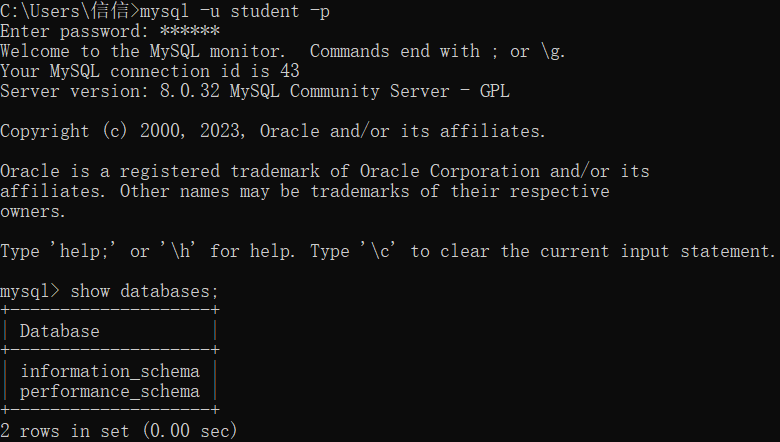 C:\Users\信信>mysql -u student -p
Enter password: ******
Welcome to the MySQL monitor.  Commands end with ; or \g.
Your MySQL connection id is 43
Server version: 8.0.32 MySQL Community Server - GPL

Copyright (c) 2000, 2023, Oracle and/or its affiliates.

Oracle is a registered trademark of Oracle Corporation and/or its
affiliates. Other names may be trademarks of their respective
owners.

Type 'help;' or '\h' for help. Type '\c' to clear the current input statement.

mysql> show databases;
+--------------------+
| Database           |
+--------------------+
| information_schema |
| performance_schema |
+--------------------+
2 rows in set (0.00 sec)